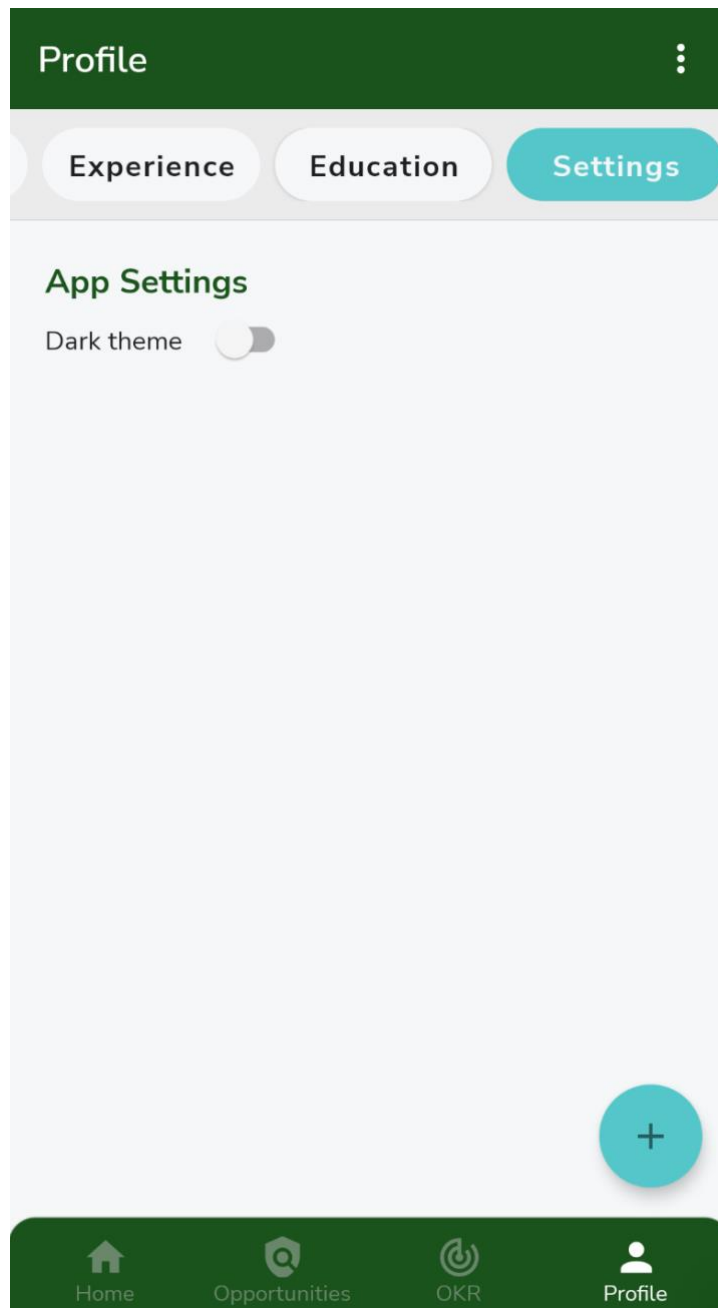 Profile
Experience Education Settings
App Settings
Dark theme
+
Home Opportunities OKR Profile